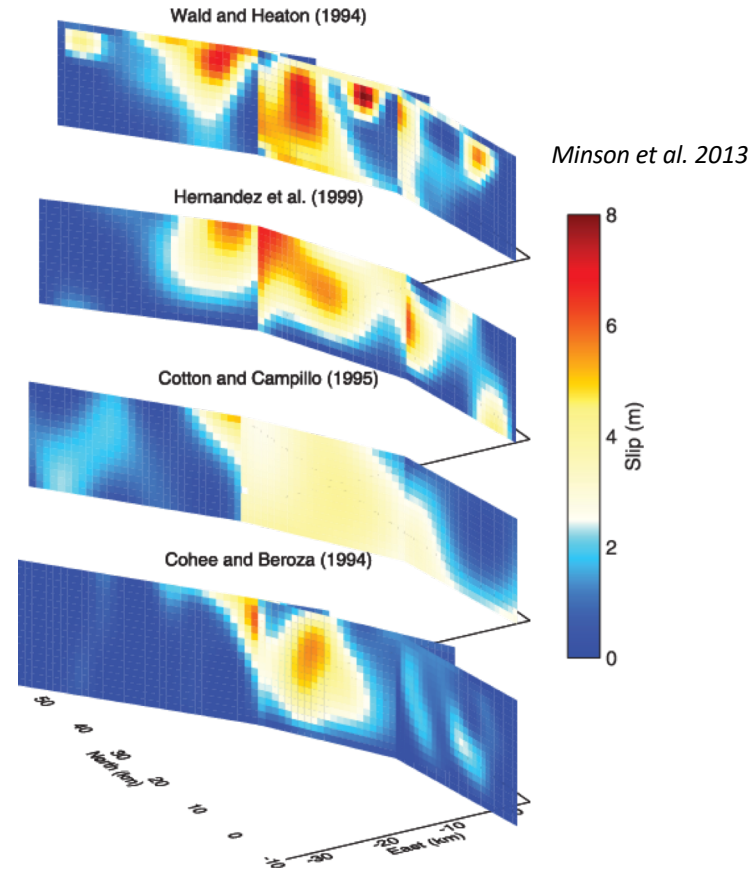 Wald and Heaton (1994)
Minson et al. 2013
Hernandez et al. (1999)
8
6
4
2
0
Slip (m)
Cotton and Campillo (1995)
Cohee and Beroza (1994)
50
40
30
20
10
0
North (km)
-10
-30
-20
-10
0
East (km)